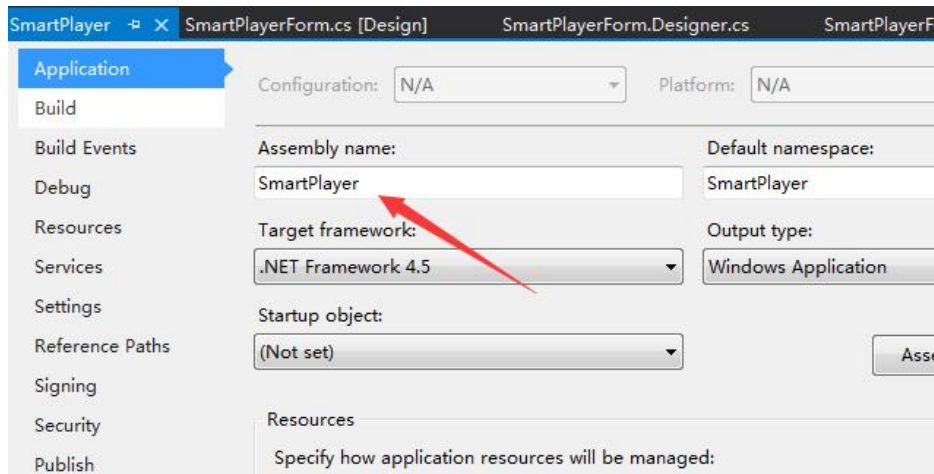 SmartPlayer SmartPlayerForm.cs [Design] SmartPlayerForm.Designer.cs SmartPlayerF
Application
Configuration: N/A Platform: N/A
Build
Build Events
Assembly name: Default namespace:
Debug
SmartPlayer SmartPlayer
Resources
Target framework: Output type:
Services
.NET Framework 4.5 Windows Application
Settings
Startup object:
Reference Paths
(Not set) Asse
Signing
Security
Resources
Publish
Specify how application resources will be managed: